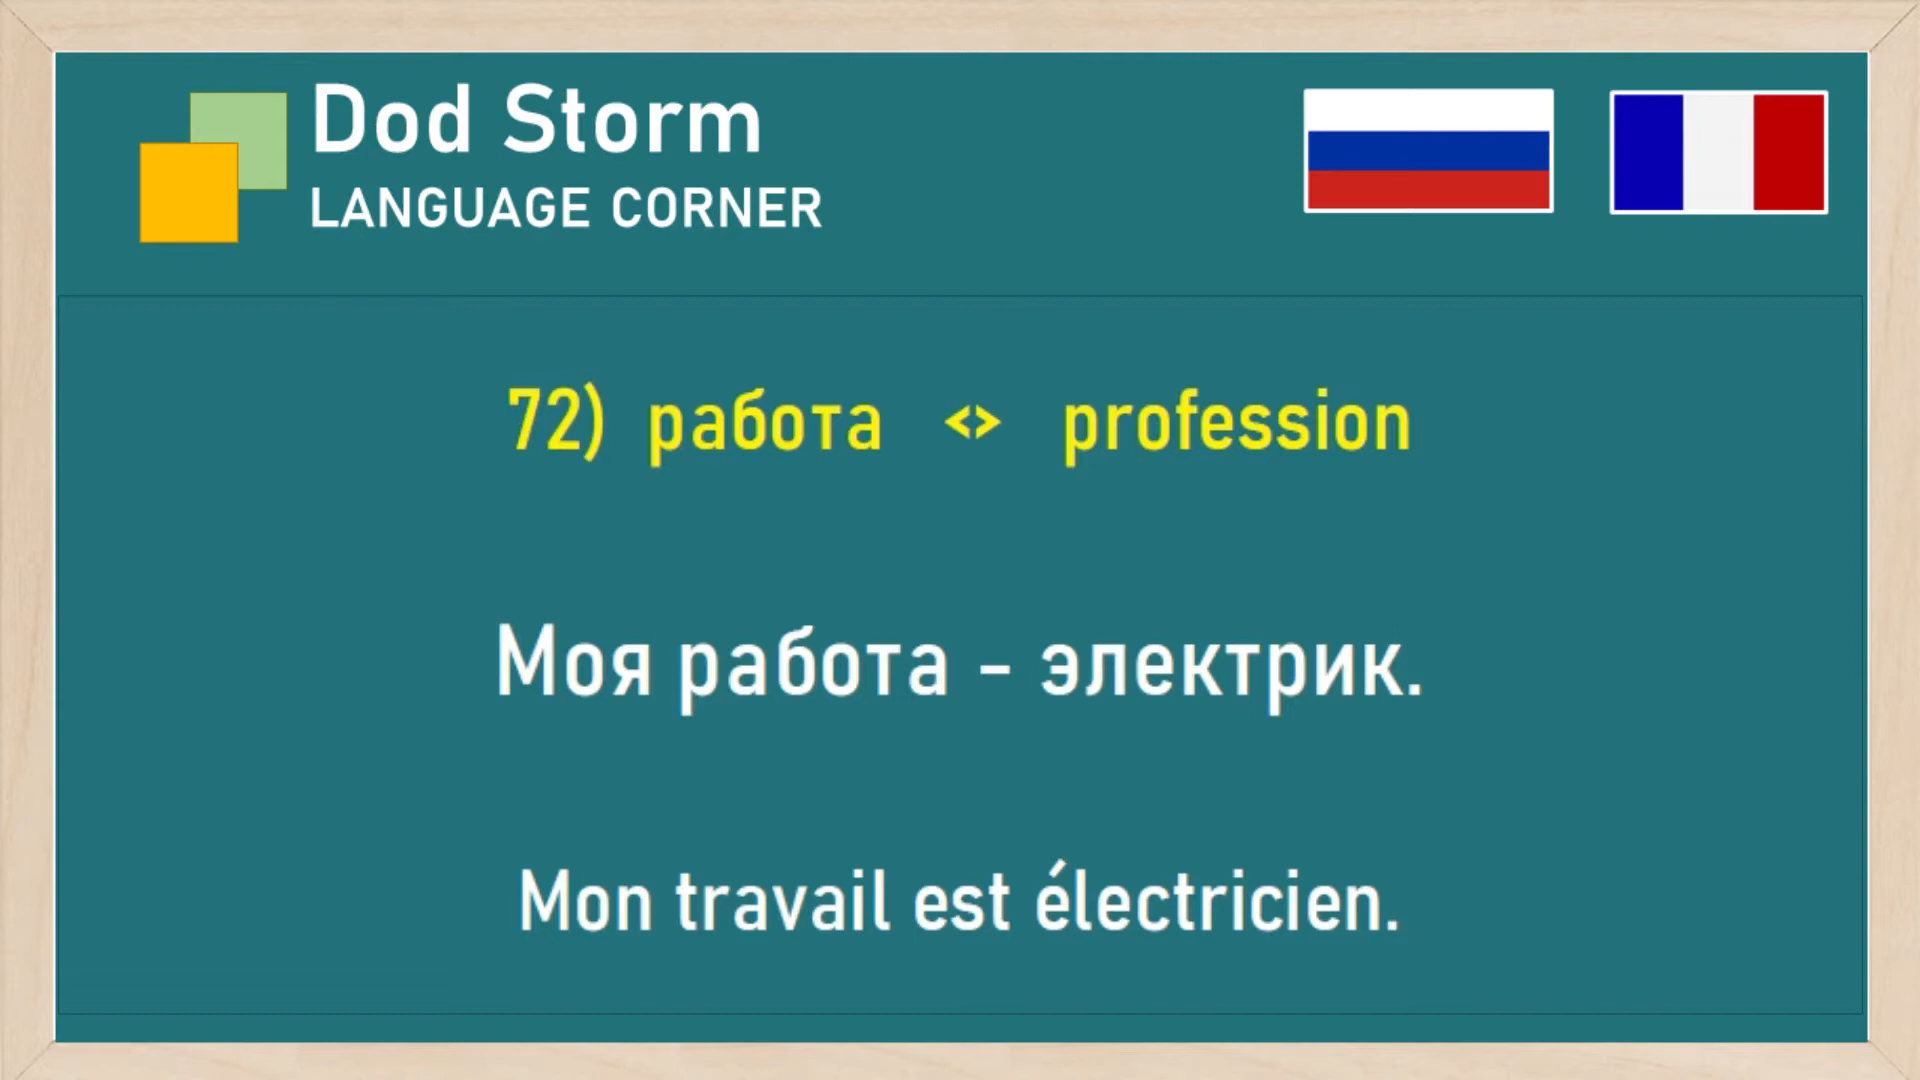 Dod Storm
LANGUAGE CORNER
72) работа <> profession
Моя работа - электрик.
Mon travail est électricien.